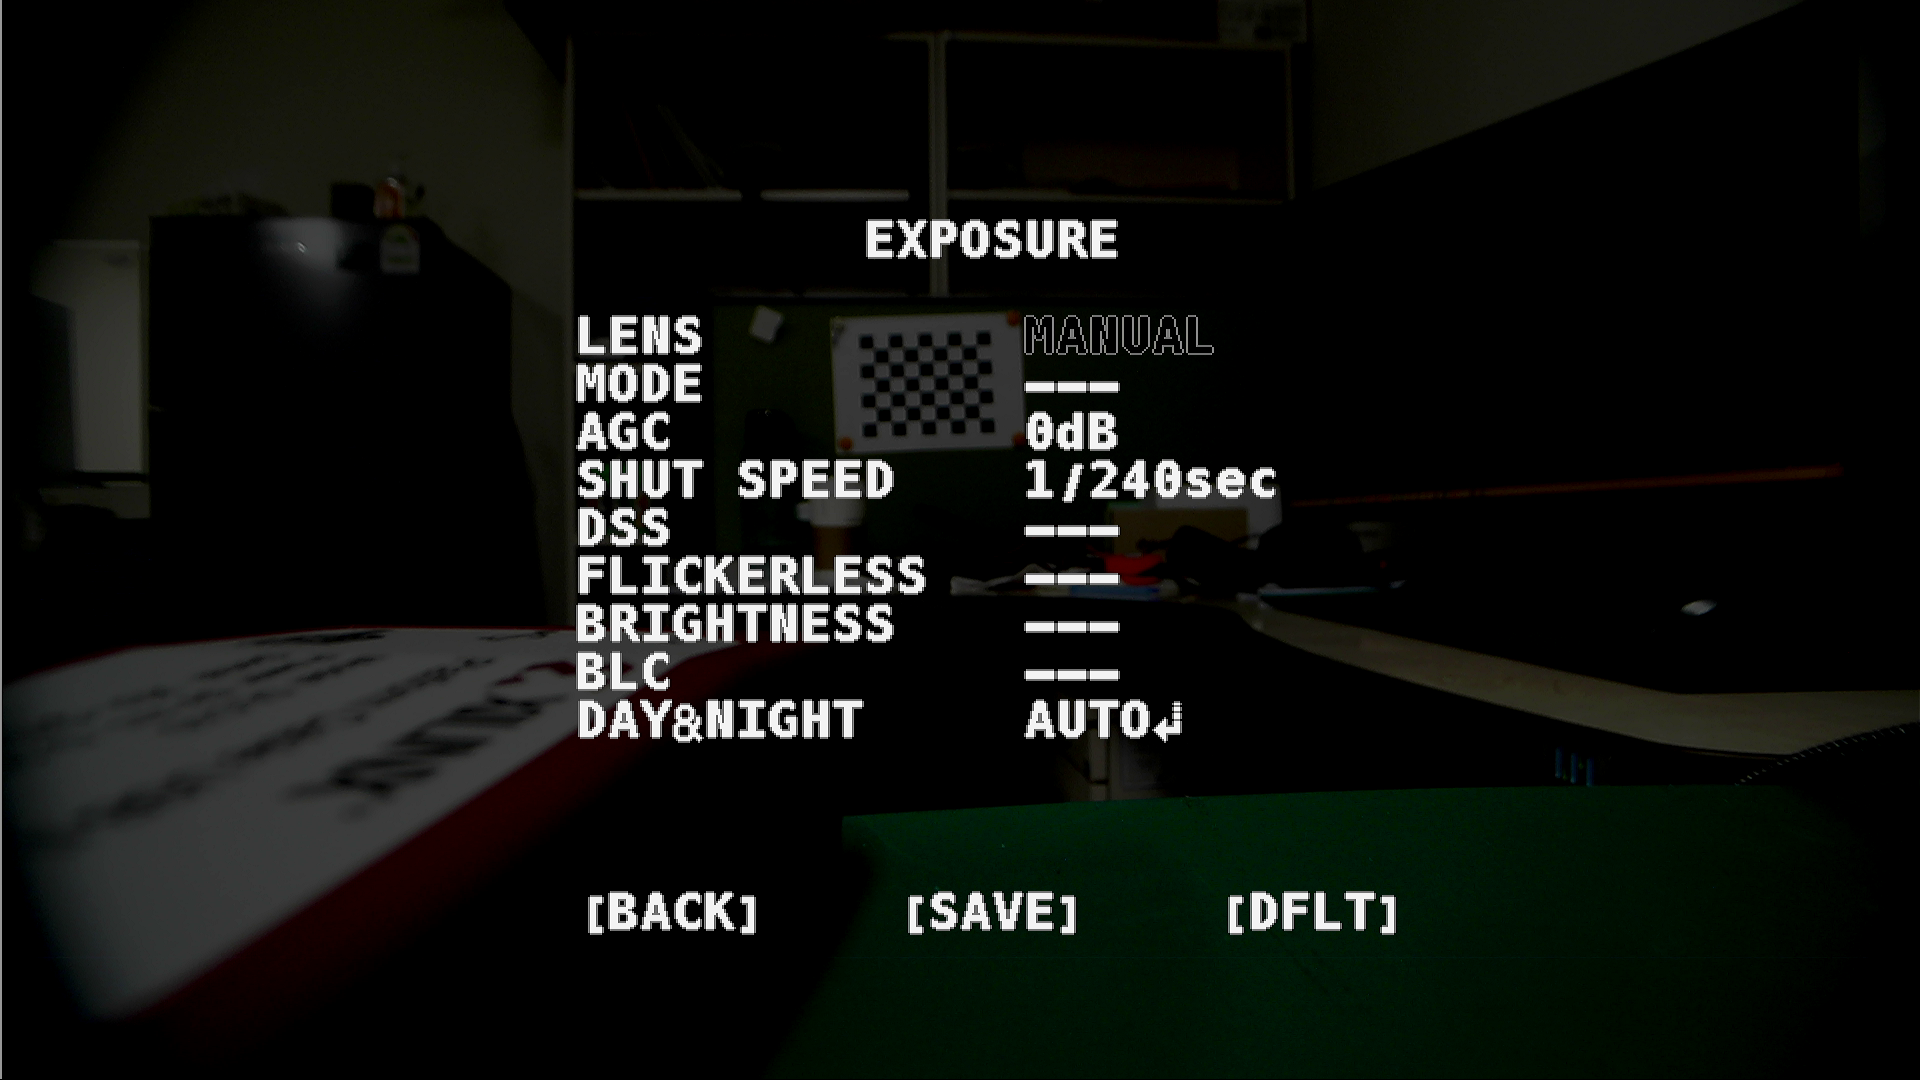 EXPOSURE
LENS MANUAL
MODE ---
AGC 0dB
SHUT SPEED 1/240sec
DSS ---
FLICKERLESS ---
BRIGHTNESS ---
BLC ---
DAY&NIGHT AUTO↲
[BACK] [SAVE] [DFLT]